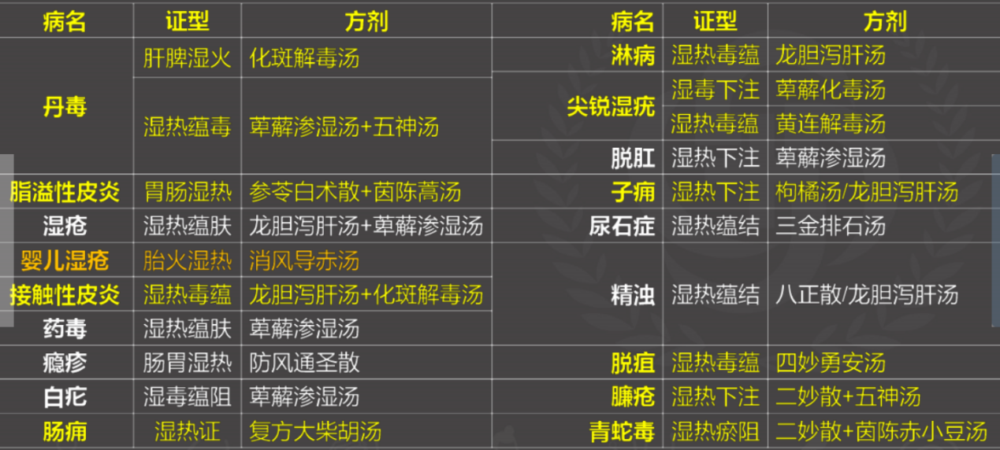 病名 证型 方剂 病名 证型 方剂
丹毒 肝脾湿火 化斑解毒汤
湿热蕴毒 萆薢渗湿汤+五神汤
脂溢性皮炎 胃肠湿热 参苓白术散+茵陈蒿汤
湿疮 湿热蕴肤 龙胆泻肝汤+萆薢渗湿汤
婴儿湿疮 胎火湿热 消风导赤汤
接触性皮炎 湿热毒蕴 龙胆泻肝汤+化斑解毒汤
药毒 湿热蕴肤 萆薢渗湿汤
瘾疹 肠胃湿热 防风通圣散
白疕 湿毒蕴阻 萆薢渗湿汤
肠痈 湿热证 复方大柴胡汤
淋病 湿热毒蕴 龙胆泻肝汤
尖锐湿疣 湿毒下注 萆薢化毒汤
湿热毒蕴 黄连解毒汤
脱肛 湿热下注 萆薢渗湿汤
子痈 湿热下注 枸橘汤/龙胆泻肝汤
尿石症 湿热蕴结 三金排石汤
精浊 湿热蕴结 八正散/龙胆泻肝汤
脱疽 湿热毒蕴 四妙勇安汤
臁疮 湿热下注 二妙散+五神汤
青蛇毒 湿热瘀阻 二妙散+茵陈赤小豆汤